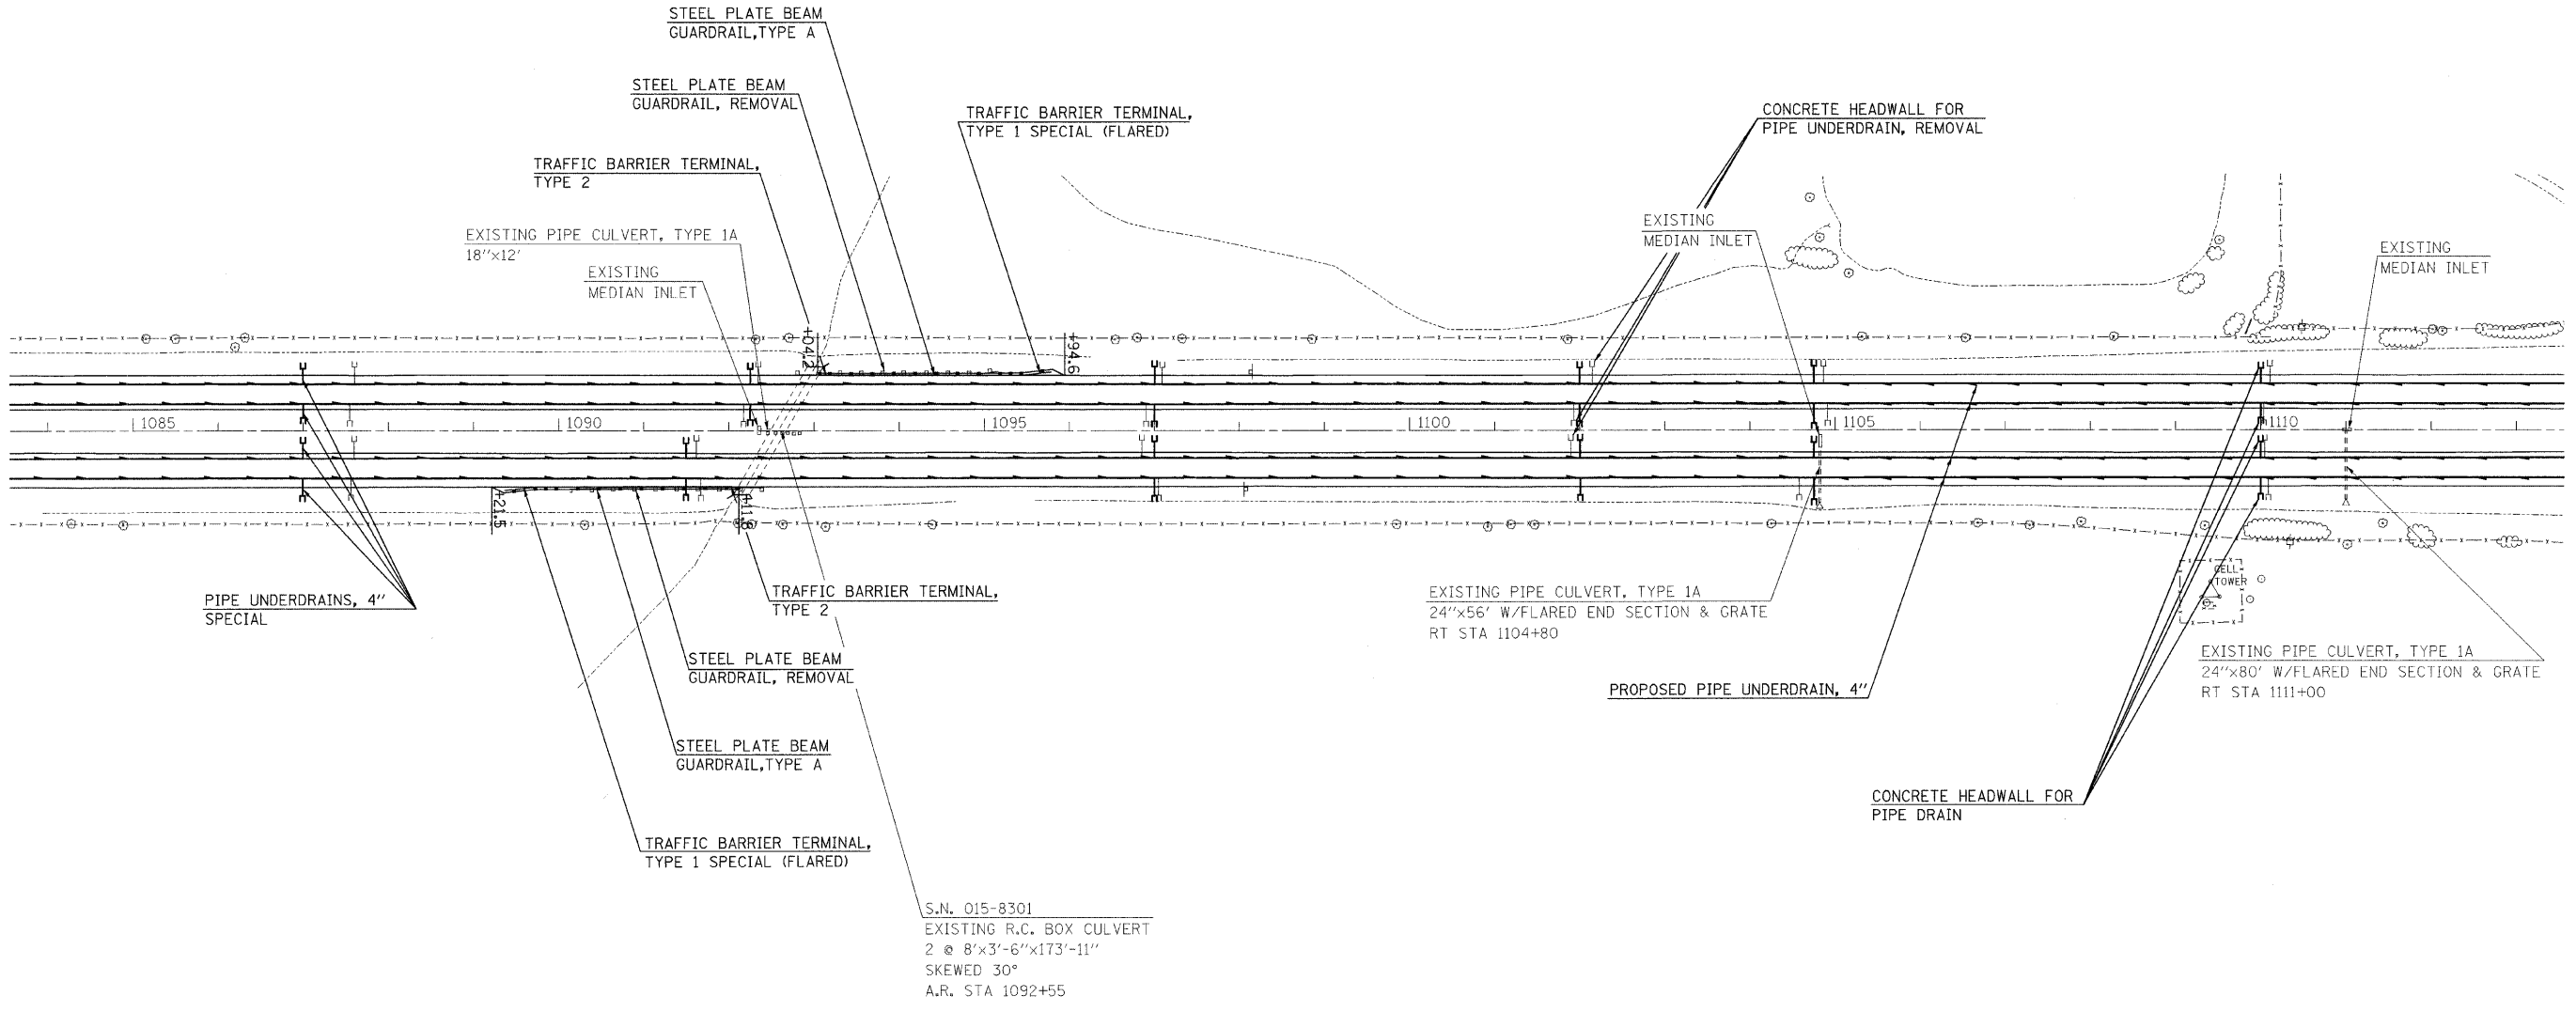 STEEL PLATE BEAM
GUARDRAIL,TYPE A
STEEL PLATE BEAM
GUARDRAIL, REMOVAL
TRAFFIC BARRIER TERMINAL,
TYPE 1 SPECIAL (FLARED)
CONCRETE HEADWALL FOR
PIPE UNDERDRAIN, REMOVAL
TRAFFIC BARRIER TERMINAL,
TYPE 2
EXISTING PIPE CULVERT, TYPE 1A
18"x12'
EXISTING
MEDIAN INLET
EXISTING
MEDIAN INLET
EXISTING
MEDIAN INLET
+04.2
+94.6
1085
1090
1095
1100
1105
1110
+21.5
PIPE UNDERDRAINS, 4"
SPECIAL
TRAFFIC BARRIER TERMINAL,
TYPE 2
EXISTING PIPE CULVERT, TYPE 1A
24"x56' W/FLARED END SECTION & GRATE
RT STA 1104+80
CELL
TOWER
STEEL PLATE BEAM
GUARDRAIL, REMOVAL
PROPOSED PIPE UNDERDRAIN, 4"
EXISTING PIPE CULVERT, TYPE 1A
24"x80' W/FLARED END SECTION & GRATE
RT STA 1111+00
STEEL PLATE BEAM
GUARDRAIL,TYPE A
CONCRETE HEADWALL FOR
PIPE DRAIN
TRAFFIC BARRIER TERMINAL,
TYPE 1 SPECIAL (FLARED)
S.N. 015-8301
EXISTING R.C. BOX CULVERT
2 @ 8'x3'-6"x173'-11"
SKEWED 30°
A.R. STA 1092+55